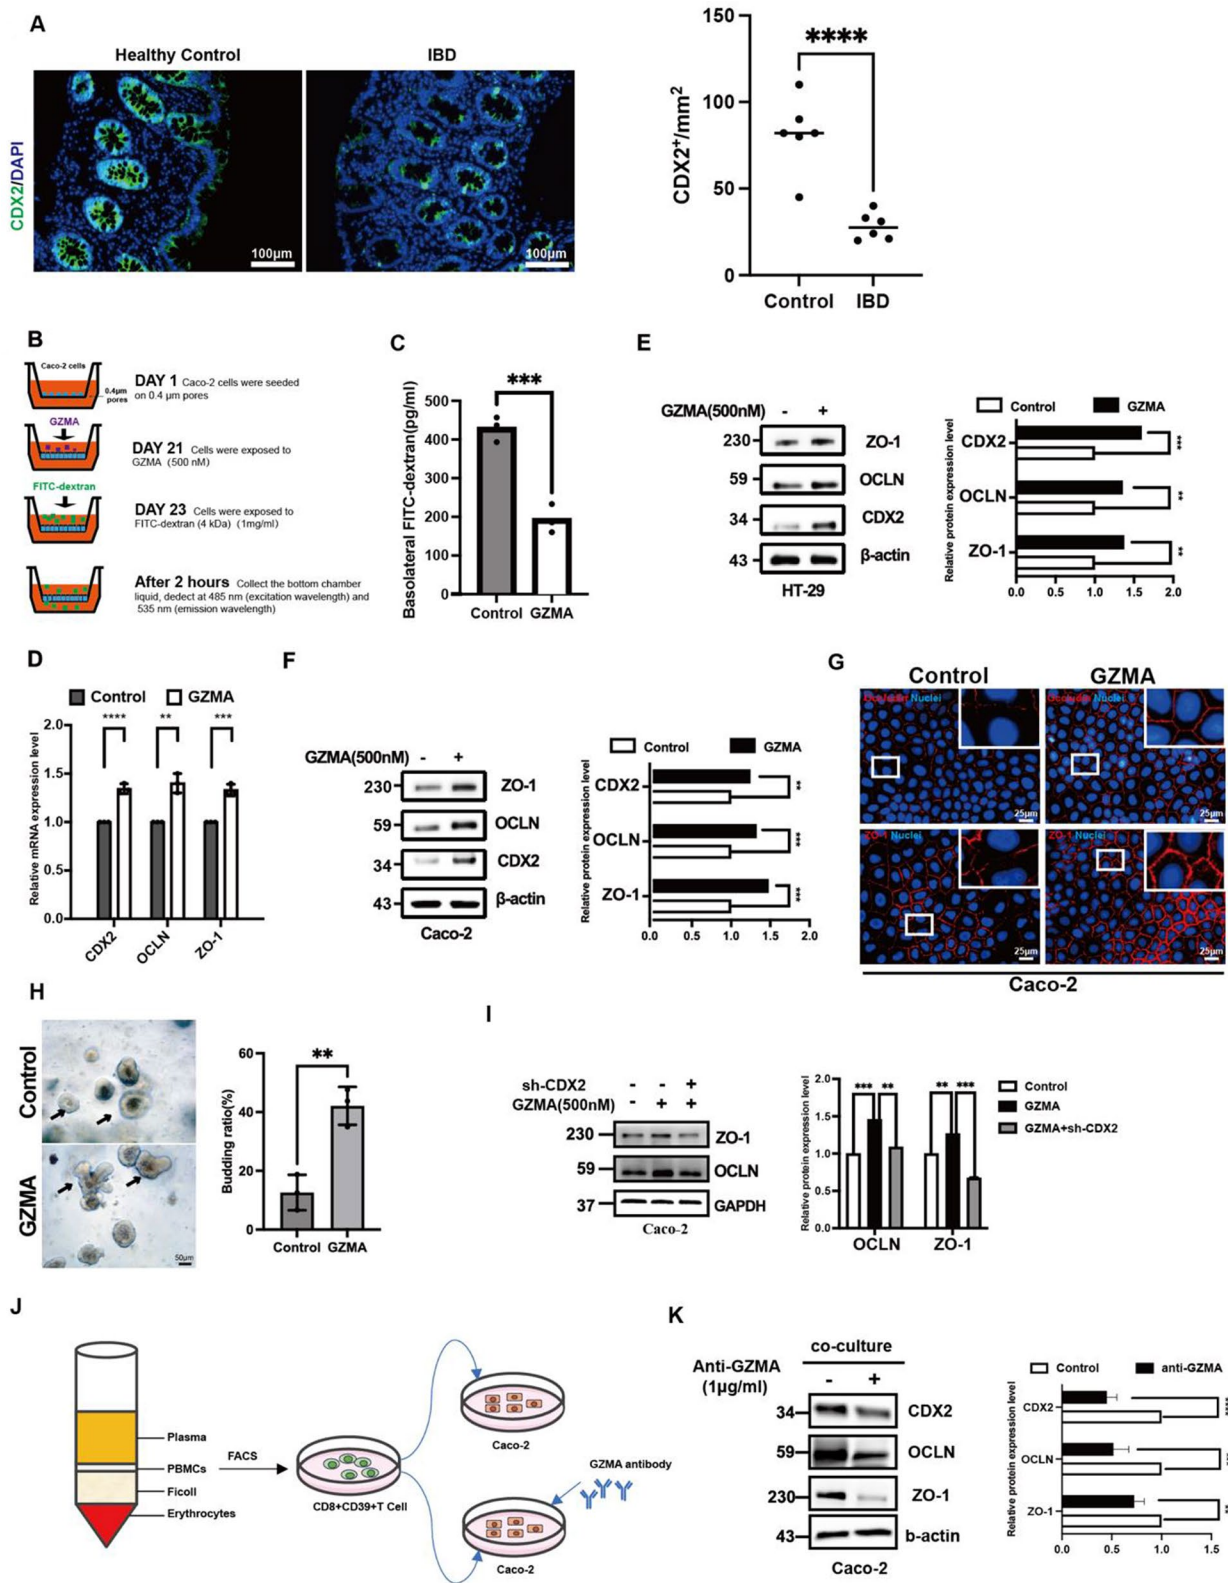 A
Healthy Control
IBD
CDX2/DAPI
100µm
100µm
****
CDX2⁺/mm²
150
100
50
0
Control
IBD
B
Caco-2 cells
0.4µm
pores
DAY 1 Caco-2 cells were seeded
on 0.4 µm pores
GZMA
DAY 21 Cells were exposed to
GZMA (500 nM)
FITC-dextran
DAY 23 Cells were exposed to
FITC-dextran (4 kDa) (1mg/ml)
After 2 hours Collect the bottom chamber
liquid, dedect at 485 nm (excitation wavelength) and
535 nm (emission wavelength)
C
***
Basolateral FITC-dextran(pg/ml)
500
400
300
200
100
0
Control
GZMA
E
GZMA(500nM)
-
+
230
ZO-1
59
OCLN
34
CDX2
43
β-actin
HT-29
Control
GZMA
Relative protein expression level
CDX2
***
OCLN
**
ZO-1
**
0.0
0.5
1.0
1.5
2.0
D
Control
GZMA
Relative mRNA expression level
2.0
1.5
1.0
0.5
0.0
****
**
***
CDX2
OCLN
ZO-1
F
GZMA(500nM)
-
+
230
ZO-1
59
OCLN
34
CDX2
43
β-actin
Caco-2
Control
GZMA
Relative protein expression level
CDX2
**
OCLN
***
ZO-1
***
0.0
0.5
1.0
1.5
2.0
G
Control
GZMA
Nuclei
Nuclei
25µm
25µm
ZO-1 Nuclei
ZO-1 Nuclei
25µm
25µm
Caco-2
H
Control
GZMA
50µm
Budding ratio(%)
60
40
20
0
**
Control
GZMA
I
sh-CDX2
-
-
+
GZMA(500nM)
-
+
+
230
ZO-1
59
OCLN
37
GAPDH
Caco-2
Relative protein expression level
2.0
1.5
1.0
0.5
0.0
***
**
**
***
OCLN
ZO-1
Control
GZMA
GZMA+sh-CDX2
J
Plasma
PBMCs
Ficoll
Erythrocytes
FACS
CD8+CD39+T Cell
Caco-2
GZMA antibody
Caco-2
K
co-culture
Anti-GZMA
(1µg/ml)
-
+
34
CDX2
59
OCLN
230
ZO-1
43
b-actin
Caco-2
Control
anti-GZMA
Relative protein expression level
CDX2
OCLN
ZO-1
0.0
0.5
1.0
1.5